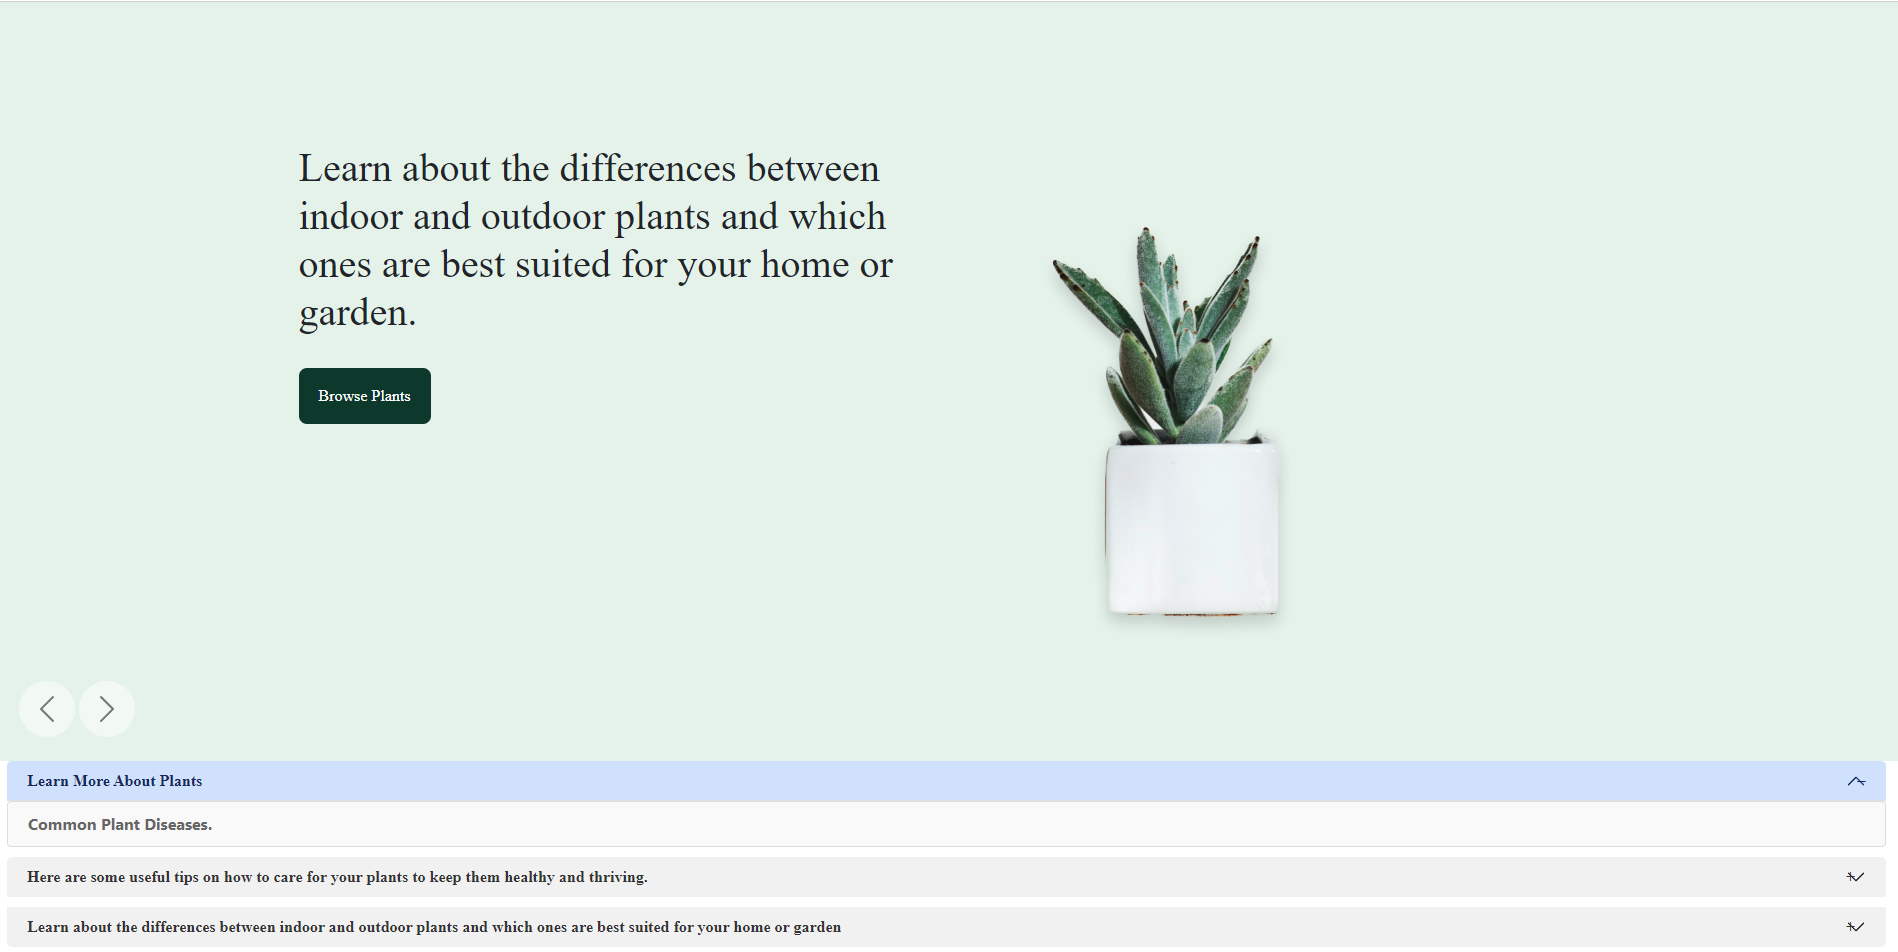 Learn about the differences between
indoor and outdoor plants and which
ones are best suited for your home or
garden.
Browse Plants
Learn More About Plants
Common Plant Diseases.
Here are some useful tips on how to care for your plants to keep them healthy and thriving.
Learn about the differences between indoor and outdoor plants and which ones are best suited for your home or garden